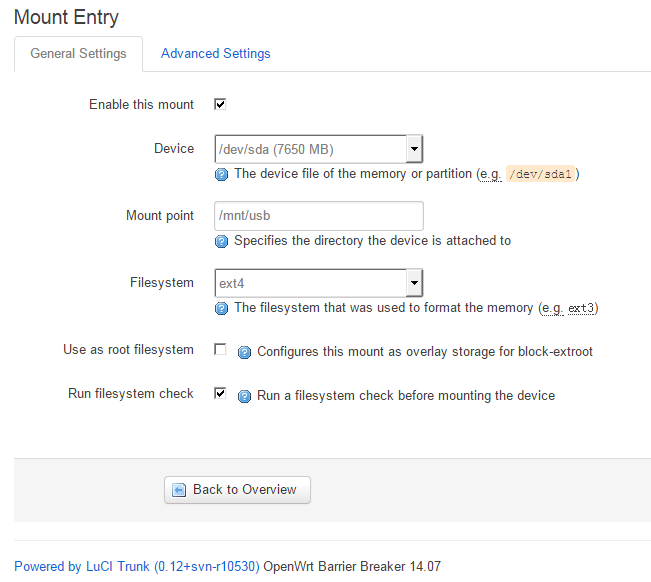 Mount Entry
General Settings
Advanced Settings
Enable this mount
Device
/dev/sda (7650 MB)
The device file of the memory or partition (e.g. /dev/sda1)
Mount point
/mnt/usb
Specifies the directory the device is attached to
Filesystem
ext4
The filesystem that was used to format the memory (e.g. ext3)
Use as root filesystem
Configures this mount as overlay storage for block-extroot
Run filesystem check
Run a filesystem check before mounting the device
Back to Overview
Powered by LuCI Trunk (0.12+svn-r10530) OpenWrt Barrier Breaker 14.07